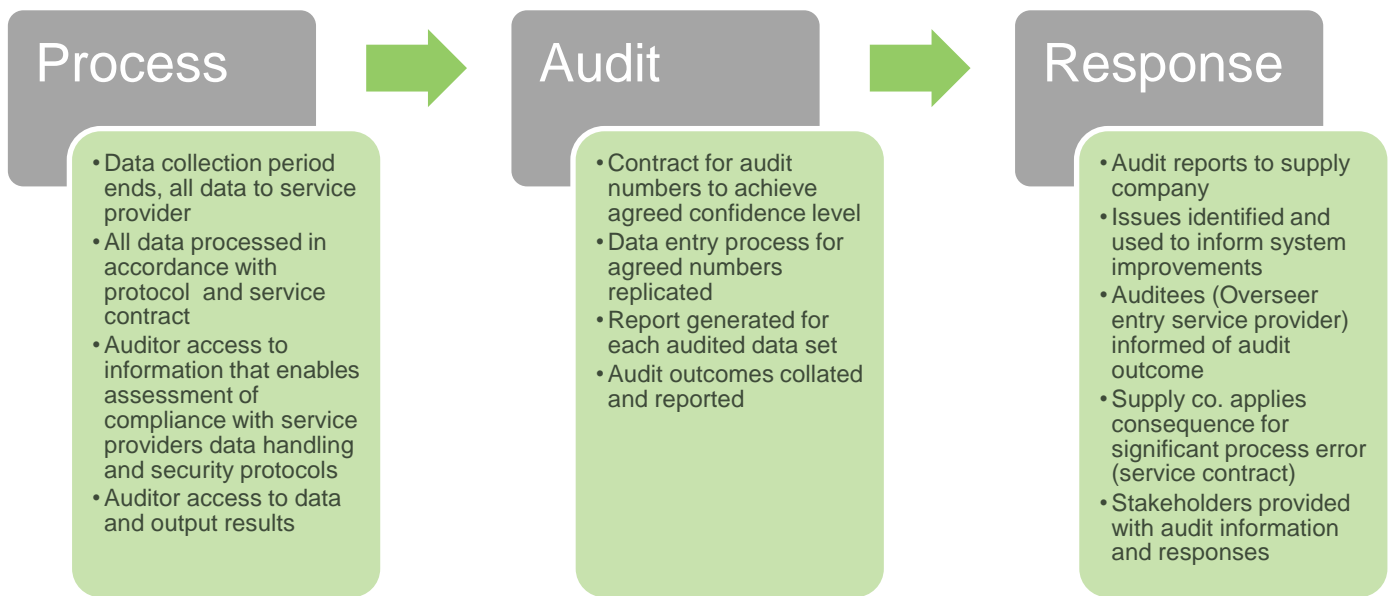 Process
• Data collection period
ends, all data to service
provider
• All data processed in
accordance with
protocol and service
contract
• Auditor access to
information that enables
assessment of
compliance with service
providers data handling
and security protocols
• Auditor access to data
and output results
Audit
• Contract for audit
numbers to achieve
agreed confidence level
• Data entry process for
agreed numbers
replicated
• Report generated for
each audited data set
• Audit outcomes collated
and reported
Response
• Audit reports to supply
company
• Issues identified and
used to inform system
improvements
• Auditees (Overseer
entry service provider)
informed of audit
outcome
• Supply co. applies
consequence for
significant process error
(service contract)
• Stakeholders provided
with audit information
and responses